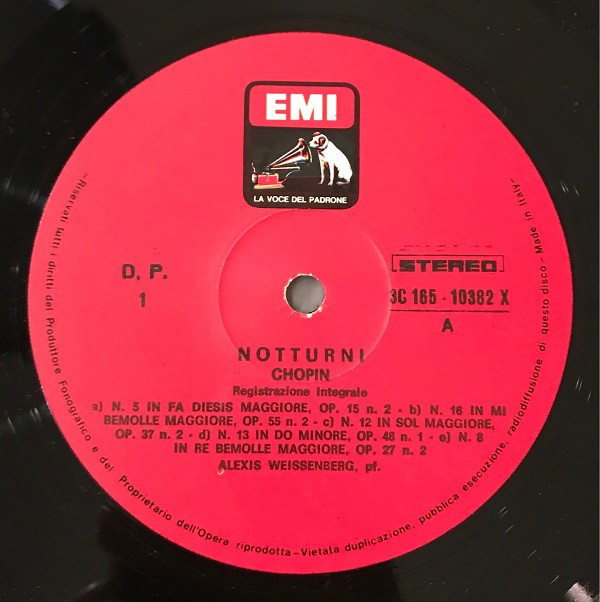 EMI
LA VOCE DEL PADRONE
D. P.
1
STEREO
3C 165 - 10382 X
A
NOTTURNI
CHOPIN
Registrazione Integrale
a) N. 5 IN FA DIESIS MAGGIORE, OP. 15 n. 2 - b) N. 16 IN MI
BEMOLLE MAGGIORE, OP. 55 n. 2 - c) N. 12 IN SOL MAGGIORE,
OP. 37 n. 2 - d) N. 13 IN DO MINORE, OP. 48 n. 1 - e) N. 8
IN RE BEMOLLE MAGGIORE, OP. 27 n. 2
ALEXIS WEISSENBERG, pf.
-Riservati tutti i diritti del Produttore Fonografico e del Proprietario dell'Opera riprodotta-Vietata duplicazione, pubblica esecuzione, radiodiffusione di questo disco - Made in Italy-